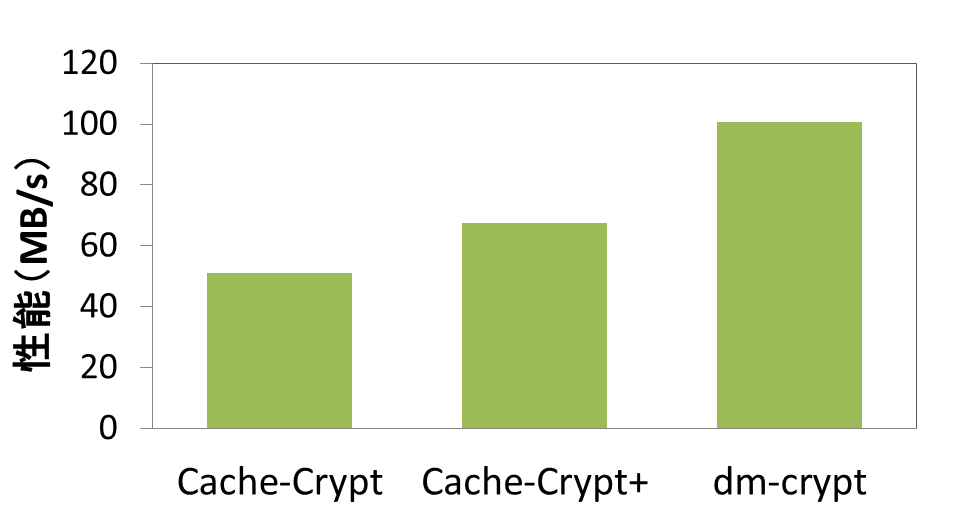 120
100
80
60
40
20
0
性能（MB/s）
Cache-Crypt
Cache-Crypt+
dm-crypt